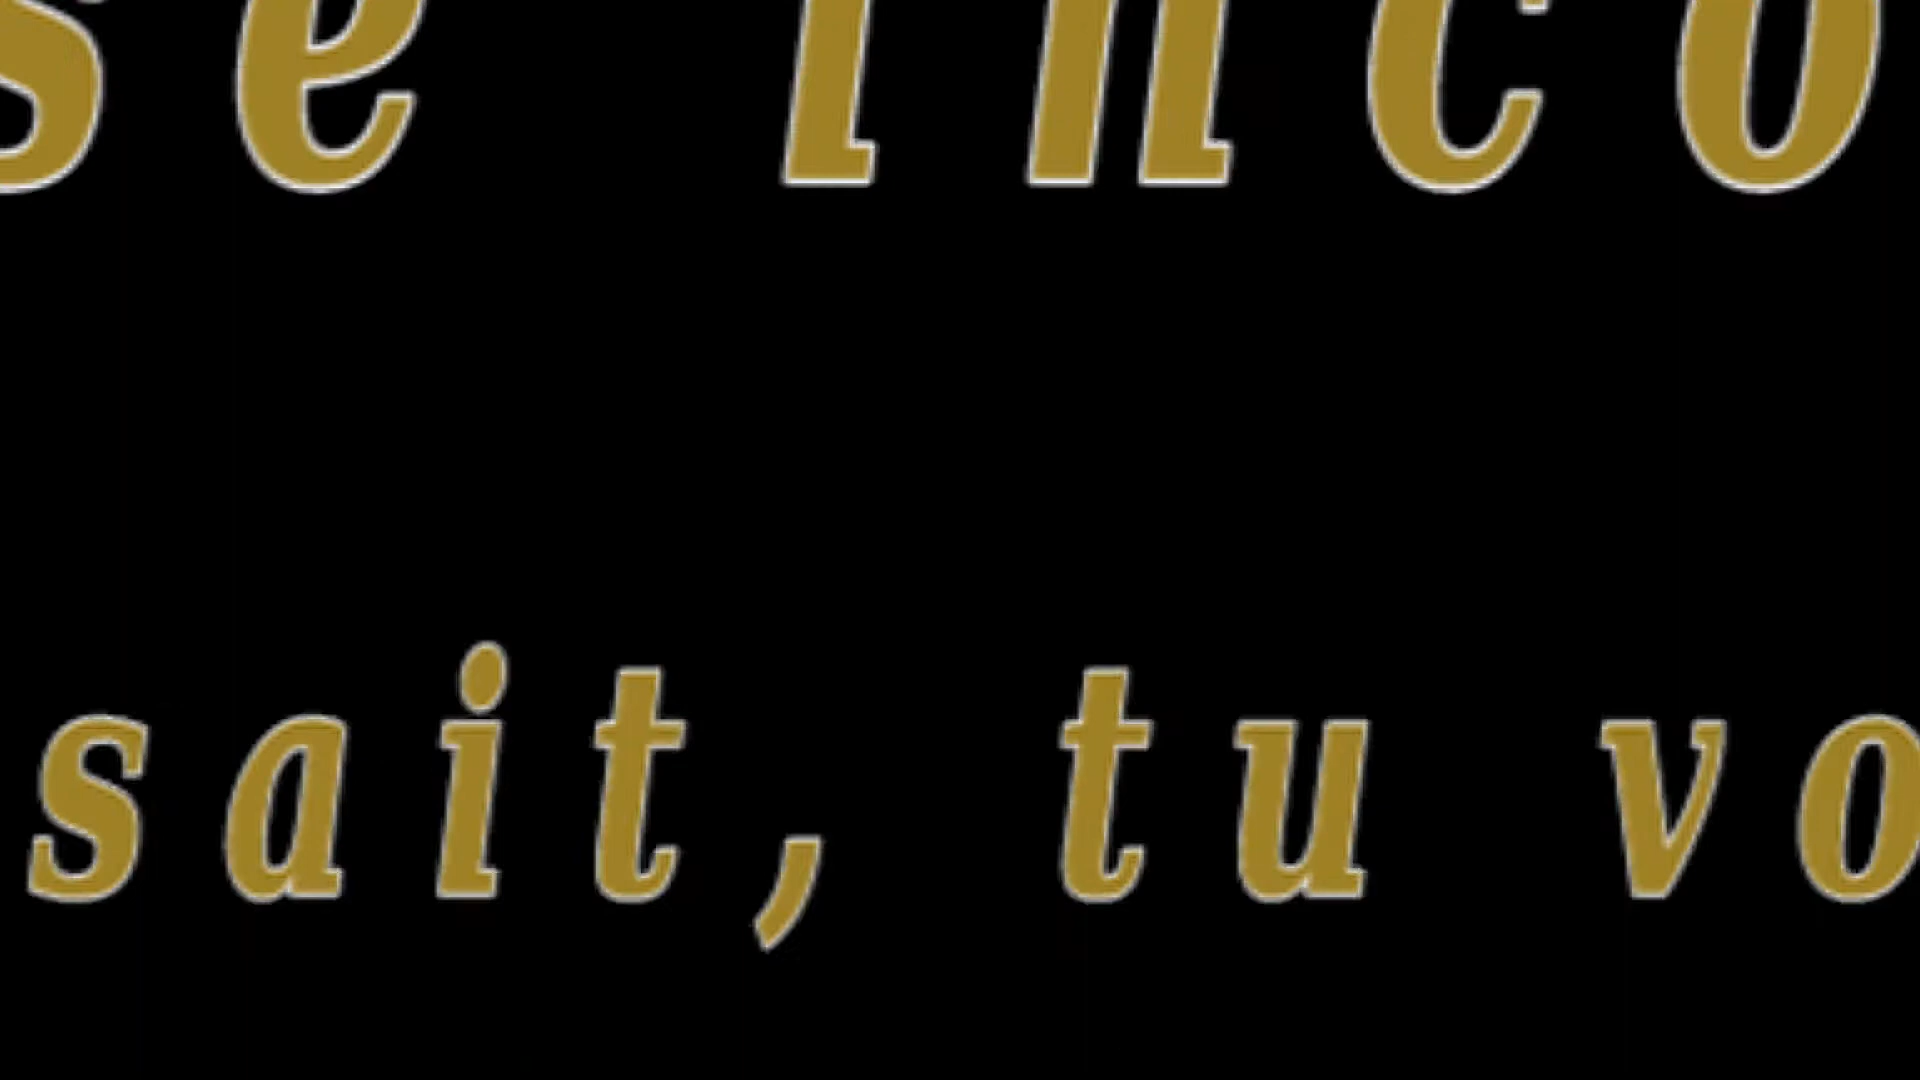 se inco
sait, tu vo